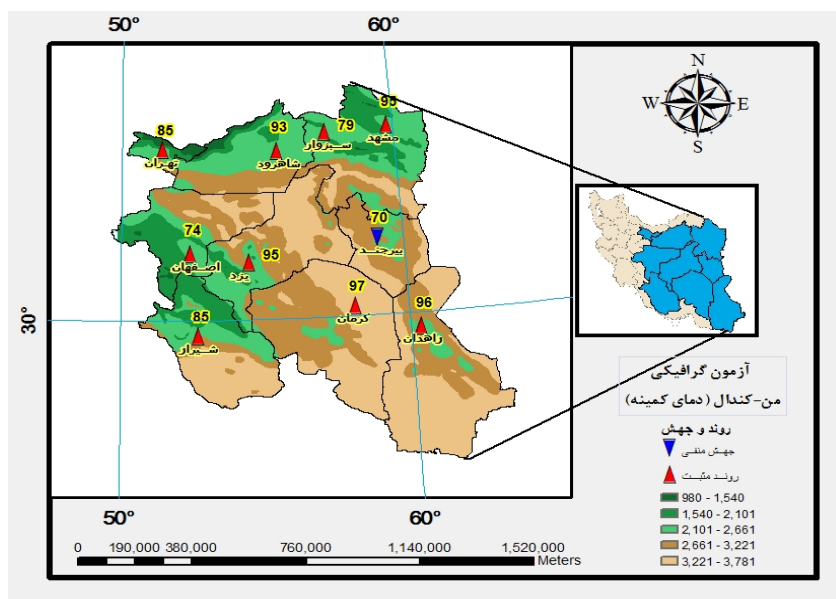 50° 60°
N
W E
S
95
93 79
85
مشهد
سبزوار
شاهرود
تهران
70
بیرجند
74
اصفهان
95
یزد
97
کرمان
96
زاهدان
85
شیراز
30°
آزمون گرافیکی
من-کندال (دمای کمینه)
روند و جهش
جهش منفی
روند مثبت
980 - 1,540
1,540 - 2,101
2,101 - 2,661
2,661 - 3,221
3,221 - 3,781
50° 60°
0 190,000 380,000 760,000 1,140,000 1,520,000
Meters